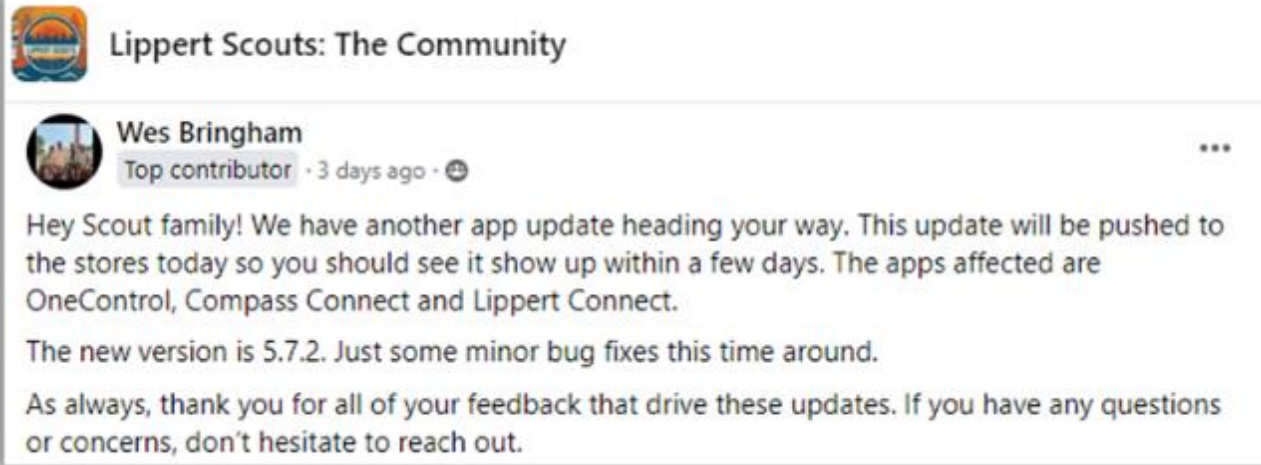 Lippert Scouts: The Community
Wes Bringham
Top contributor · 3 days ago ·
Hey Scout family! We have another app update heading your way. This update will be pushed to
the stores today so you should see it show up within a few days. The apps affected are
OneControl, Compass Connect and Lippert Connect.
The new version is 5.7.2. Just some minor bug fixes this time around.
As always, thank you for all of your feedback that drive these updates. If you have any questions
or concerns, don't hesitate to reach out.